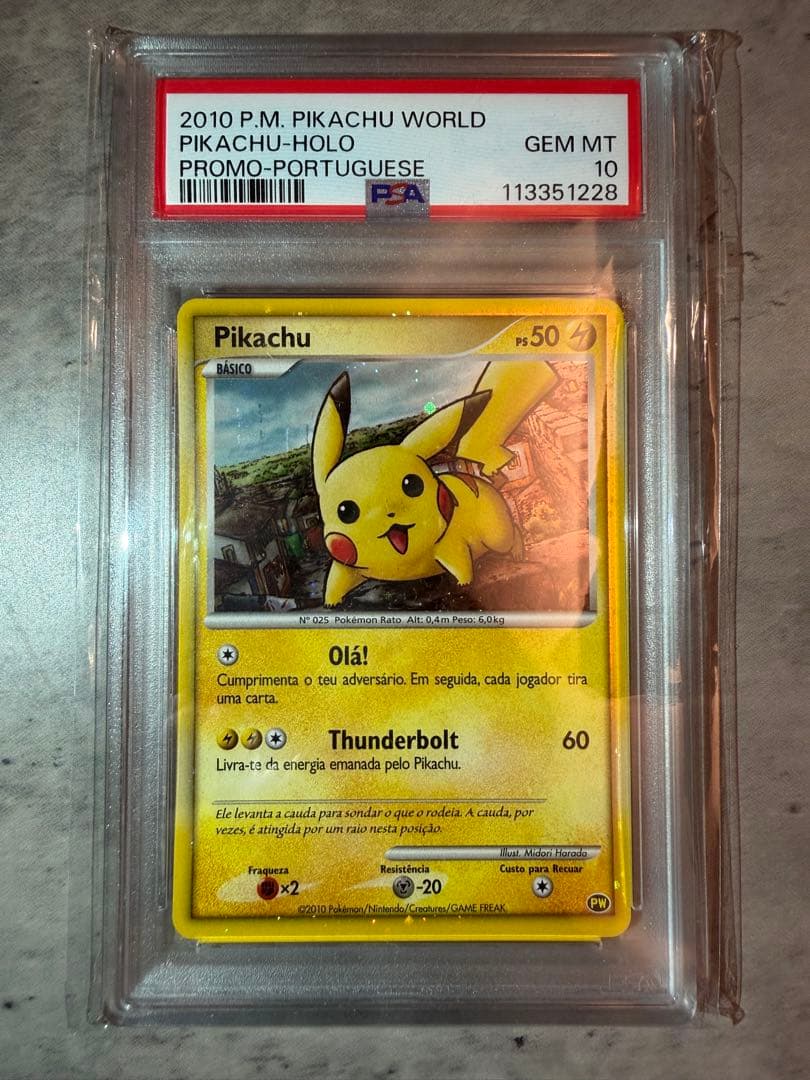 2010 P.M. PIKACHU WORLD
PIKACHU-HOLO GEM MT
PROMO-PORTUGUESE 10
PSA 113351228
Pikachu PS 50
BÁSICO
Nº 025 Pokémon Rato Alt: 0,4m Peso: 6,0kg
Olá!
Cumprimenta o teu adversário. Em seguida, cada jogador tira
uma carta.
Thunderbolt 60
Livra-te da energia emanada pelo Pikachu.
Ele levanta a cauda para sondar o que o rodeia. A cauda, por
vezes, é atingida por um raio nesta posição.
Illust. Midori Harada
Fraqueza Resistência Custo para Recuar
×2 -20
©2010 Pokémon/Nintendo/Creatures/GAME FREAK
PW